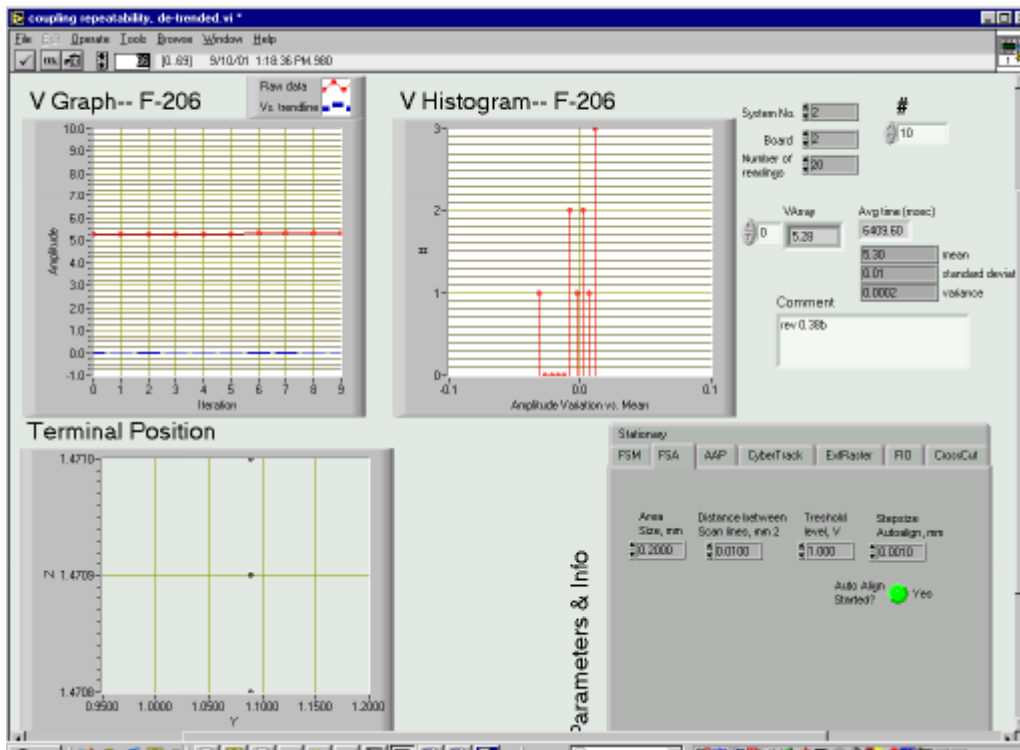 coupling repeatability, de-trended.vi *
File Edit Operate Tools Browse Window Help
[0..69] 9/10/01 1:18:36 PM.980
V Graph-- F-206
Raw data
Vs. trendline
10.0
9.0
8.0
7.0
6.0
5.0
4.0
3.0
2.0
1.0
0.0
-1.0
Amplitude
0 1 2 3 4 5 6 7 8 9
Iteration
V Histogram-- F-206
3
2
1
0
#
-0.1 0.0 0.1
Amplitude Variation vs. Mean
System No. 2
Board 2
Number of readings 20
#
10
VArray
0 5.28
Avg time (msec)
6409.60
5.30 mean
0.01 standard deviat
0.0002 variance
Comment
rev 0.38b
Terminal Position
1.4710
1.4709
1.4708
Z
0.9500 1.0000 1.0500 1.1000 1.1500 1.2000
Y
Parameters & Info
Stationary
FSM FSA AAP CyberTrack ExtRaster FIO CrossCut
Area Size, mm
0.2000
Distance between Scan lines, mm 2
0.0100
Treshold level, V
1.000
Stepsize Autoalign, mm
0.0010
Auto Align Started? Yes